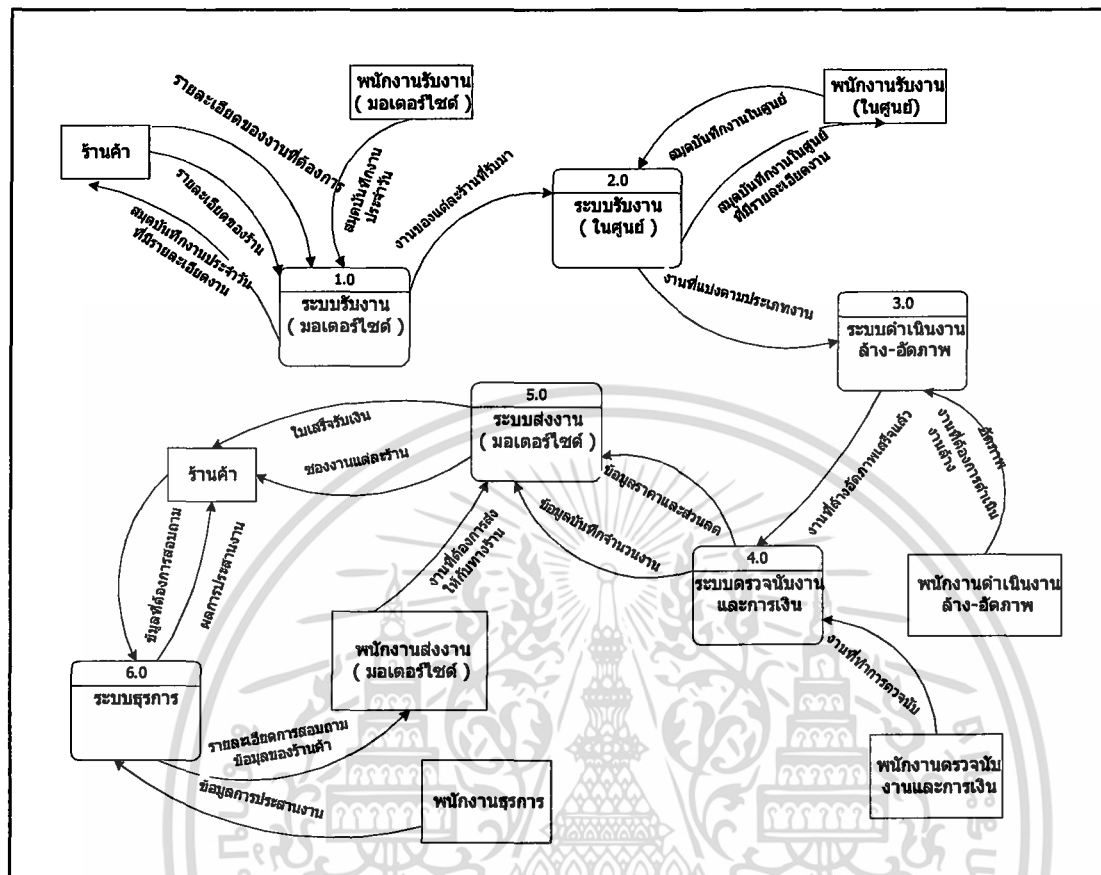 พนักงานรับงาน
( มอเตอร์ไซต์ )
พนักงานรับงาน
(ในศูนย์)
ร้านค้า
รายละเอียดของงานที่ต้องการ
รายละเอียดของร้าน
สมุดบันทึกงานประจำวัน
ที่มีรายละเอียดงาน
สมุดบันทึกงาน
ประจำวัน
งานของแต่ละร้านที่รับมา
สมุดบันทึกงานในศูนย์
สมุดบันทึกงานในศูนย์
ที่มีรายละเอียดงาน
2.0
ระบบรับงาน
( ในศูนย์ )
1.0
ระบบรับงาน
( มอเตอร์ไซต์ )
งานที่แบ่งตามประเภทงาน
3.0
ระบบดำเนินงาน
ล้าง-อัดภาพ
5.0
ระบบส่งงาน
( มอเตอร์ไซต์ )
ใบเสร็จรับเงิน
ซองงานแต่ละร้าน
ร้านค้า
ข้อมูลราคาและส่วนลด
ข้อมูลบันทึกจำนวนงาน
งานที่ล้างอัดภาพเสร็จแล้ว
งานที่ต้องการดำเนิน
งานล้าง
อัดภาพ
4.0
ระบบตรวจนับงาน
และการเงิน
พนักงานดำเนินงาน
ล้าง-อัดภาพ
ข้มูลที่ต้องการสอบถาม
ผลการประสานงาน
งานที่ต้องการส่ง
ให้กับทางร้าน
พนักงานส่งงาน
( มอเตอร์ไซต์ )
งานที่ทำการตวจนับ
6.0
ระบบธุรการ
รายละเอียดการสอบถาม
ข้อมูลของร้านค้า
ข้อมูลการประสานงาน
พนักงานธุรการ
พนักงานตรวจนับ
งานและการเงิน